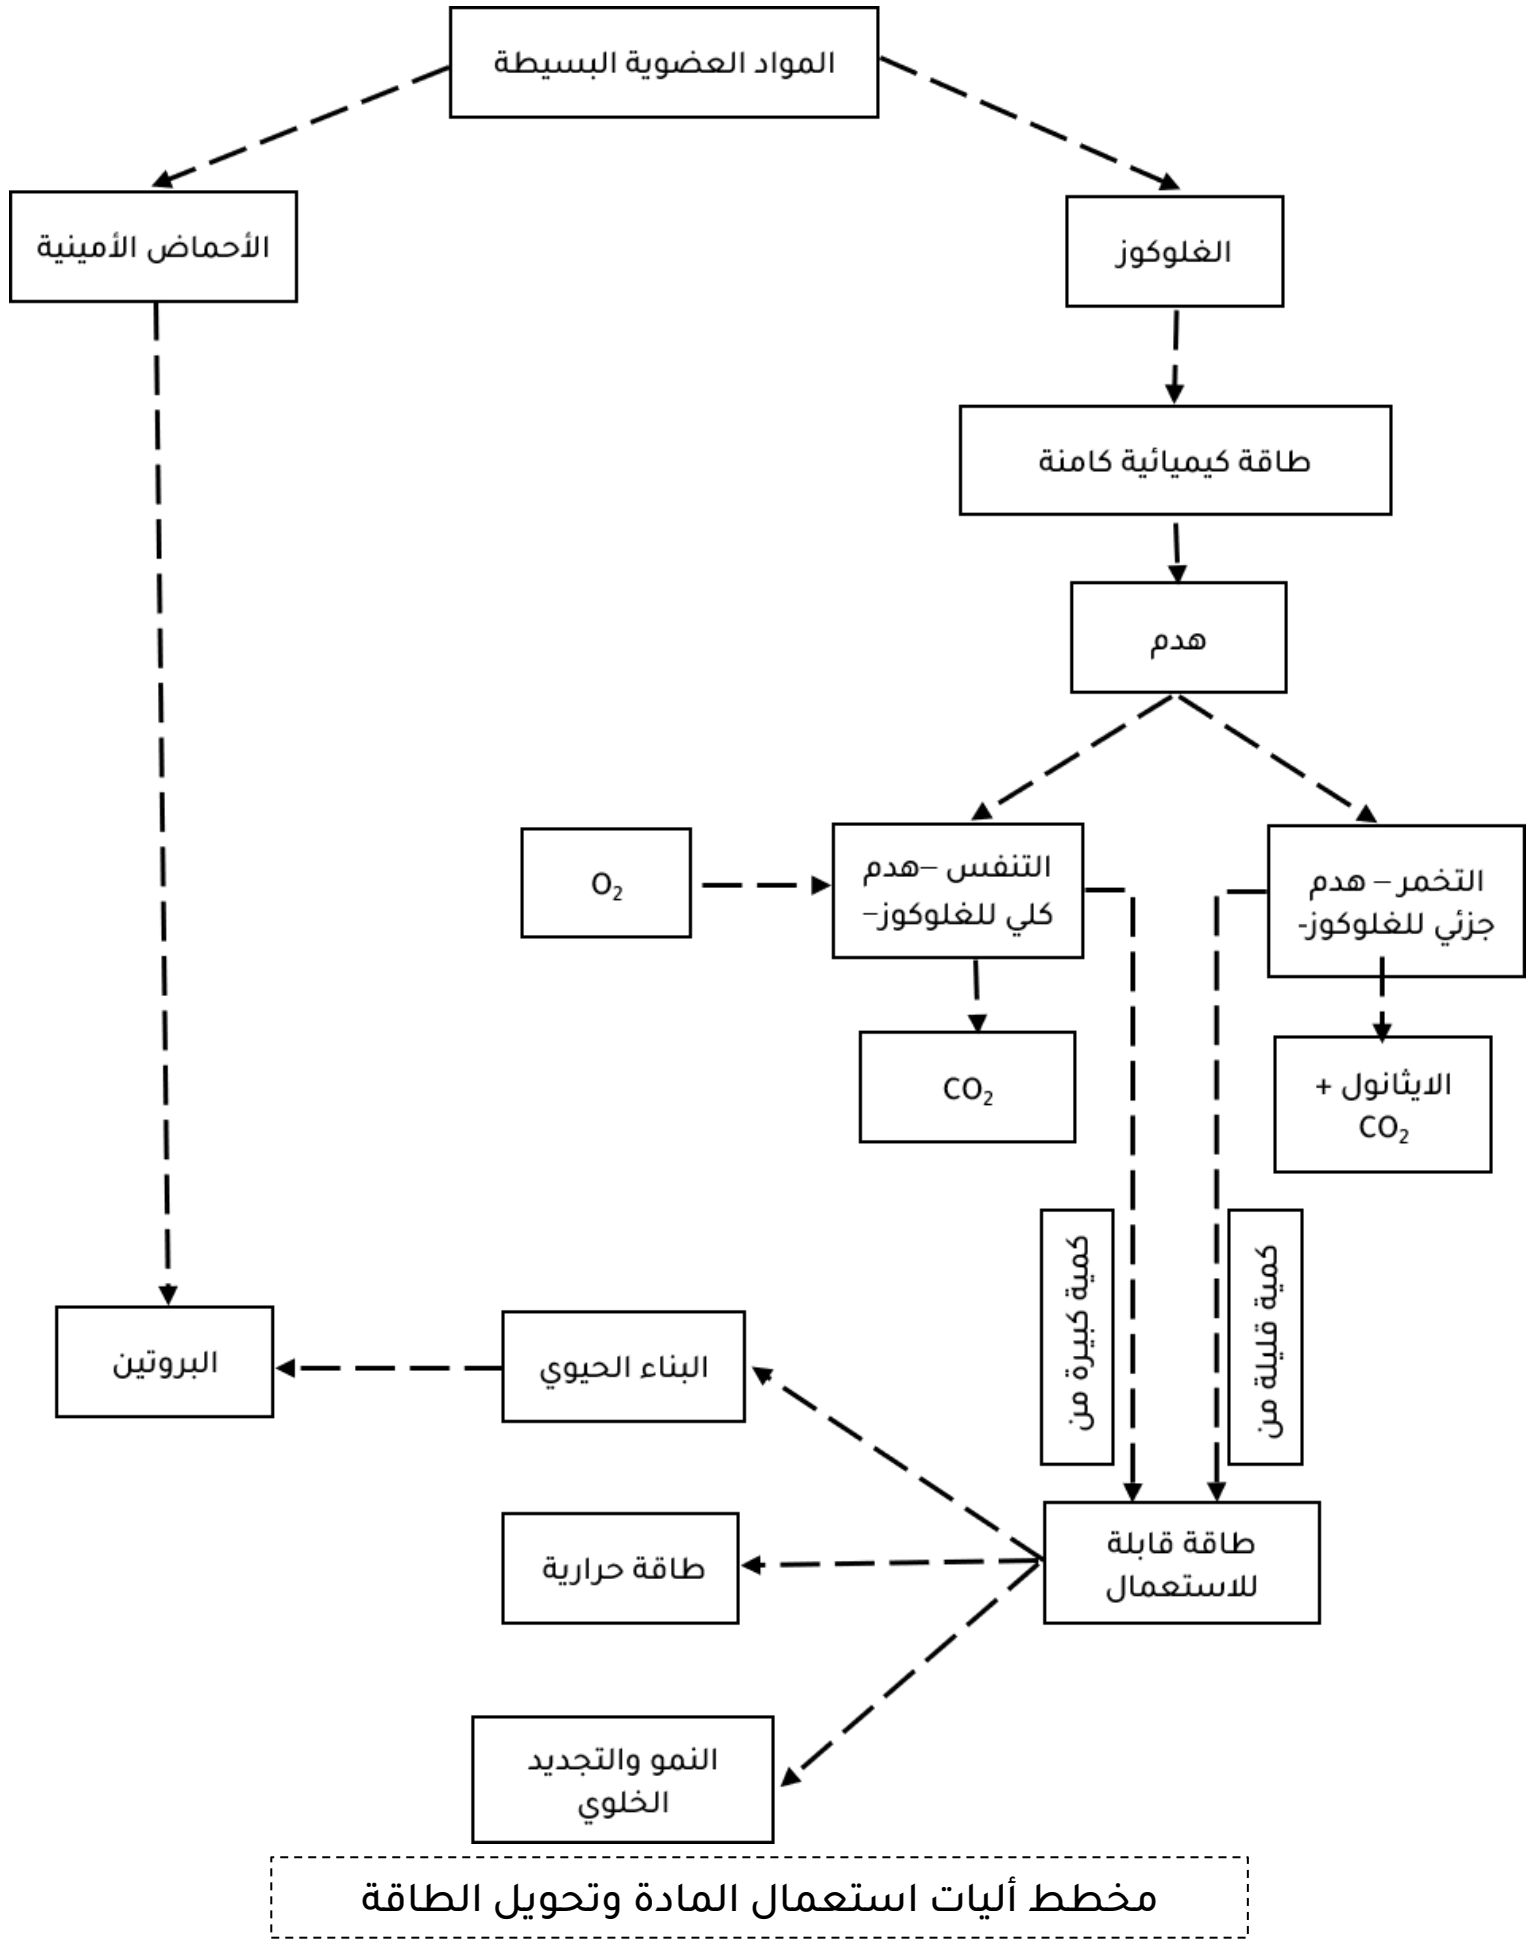 المواد العضوية البسيطة
الغلوكوز
الأحماض الأمينية
طاقة كيميائية كامنة
هدم
التخمر – هدم
جزئي للغلوكوز-
التنفس –هدم
كلي للغلوكوز–
O₂
CO₂
الايثانول +
CO₂
كمية قليلة من
كمية كبيرة من
البناء الحيوي
البروتين
طاقة قابلة
للاستعمال
طاقة حرارية
النمو والتجديد
الخلوي
مخطط أليات استعمال المادة وتحويل الطاقة